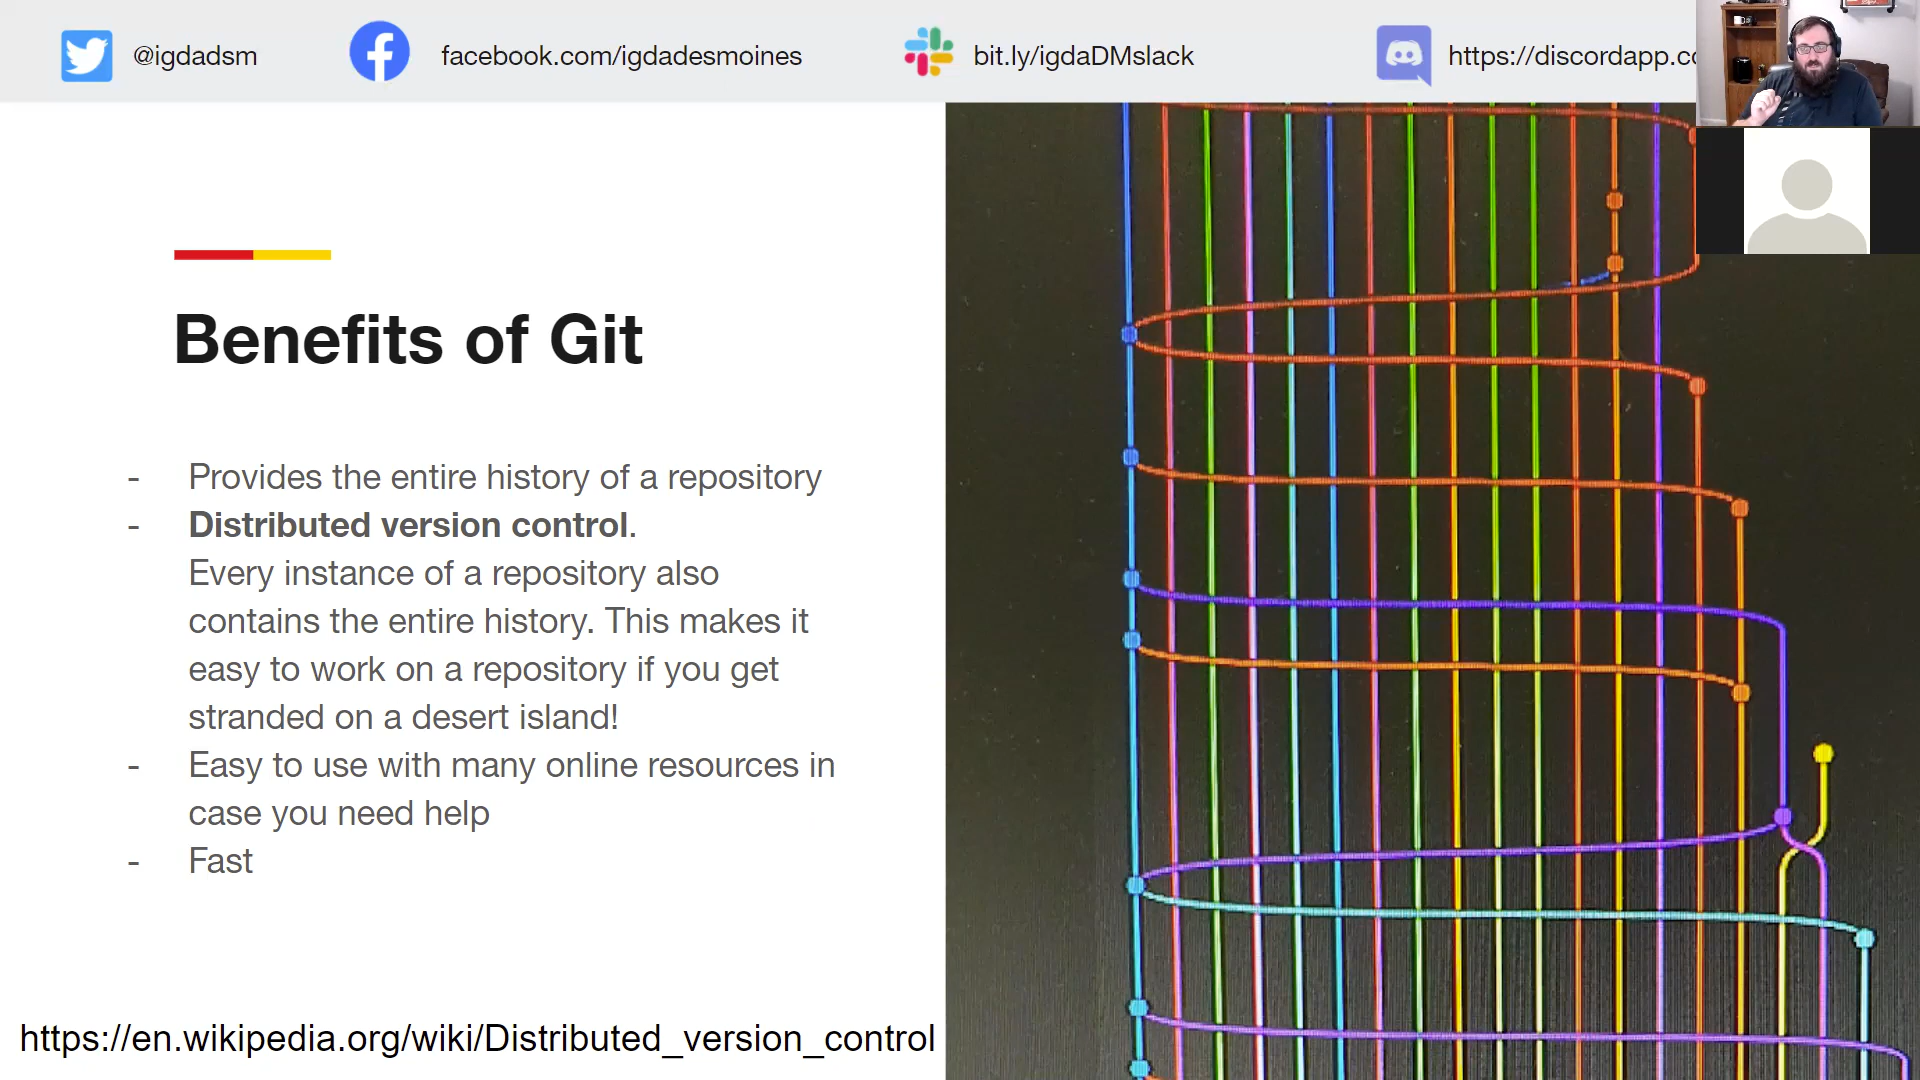 @igdadsm
facebook.com/igdadesmoines
bit.ly/igdaDMslack
https://discordapp.c
Benefits of Git
- Provides the entire history of a repository
- Distributed version control.
Every instance of a repository also
contains the entire history. This makes it
easy to work on a repository if you get
stranded on a desert island!
- Easy to use with many online resources in
case you need help
- Fast
https://en.wikipedia.org/wiki/Distributed_version_control